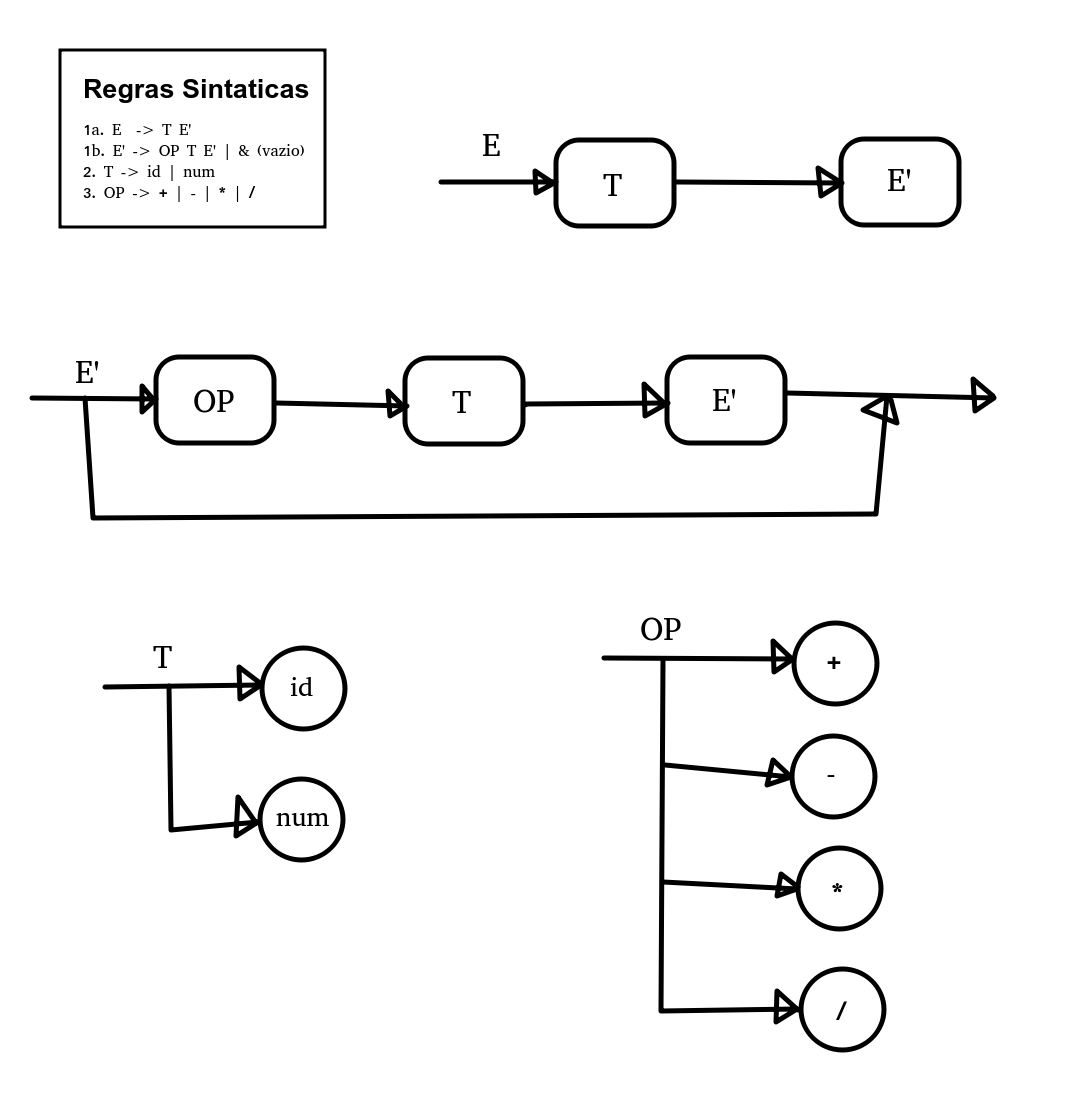 Regras Sintaticas
1a. E -> T E'
1b. E' -> OP T E' | & (vazio)
2. T -> id | num
3. OP -> + | - | * | /
E
T
E'
E'
OP
T
E'
T
id
num
OP
+
-
*
/